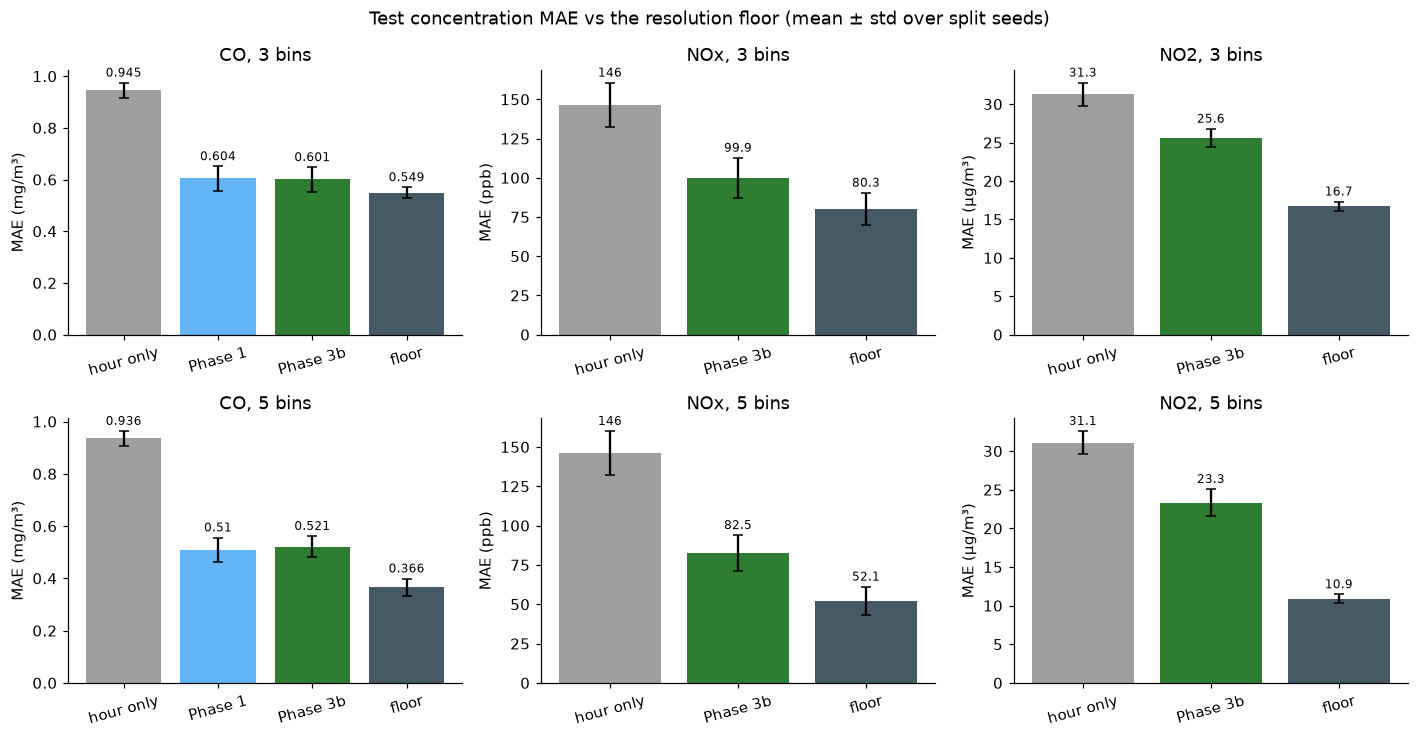 Test concentration MAE vs the resolution floor (mean ± std over split seeds)
CO, 3 bins
MAE (mg/m³)
1.0
0.8
0.6
0.4
0.2
0.0
0.945
0.604
0.601
0.549
hour only
Phase 1
Phase 3b
floor
NOx, 3 bins
MAE (ppb)
150
125
100
75
50
25
0
146
99.9
80.3
hour only
Phase 3b
floor
NO2, 3 bins
MAE (µg/m³)
30
25
20
15
10
5
0
31.3
25.6
16.7
hour only
Phase 3b
floor
CO, 5 bins
MAE (mg/m³)
1.0
0.8
0.6
0.4
0.2
0.0
0.936
0.51
0.521
0.366
hour only
Phase 1
Phase 3b
floor
NOx, 5 bins
MAE (ppb)
150
125
100
75
50
25
0
146
82.5
52.1
hour only
Phase 3b
floor
NO2, 5 bins
MAE (µg/m³)
30
25
20
15
10
5
0
31.1
23.3
10.9
hour only
Phase 3b
floor